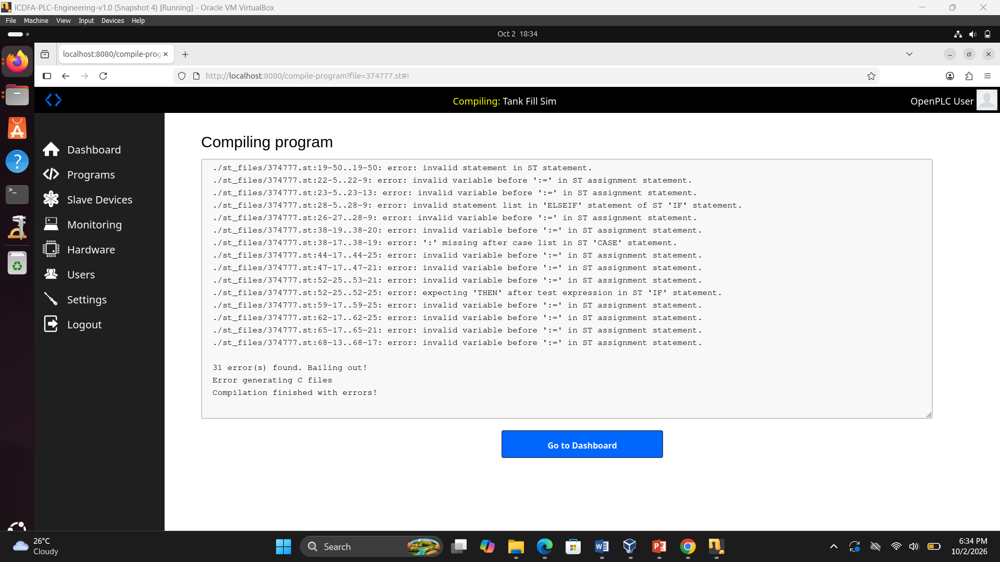 ICDFA-PLC-Engineering-v1.0 (Snapshot 4) [Running] - Oracle VM VirtualBox
File Machine View Input Devices Help
Oct 2 18:34
localhost:8080/compile-prog
http://localhost:8080/compile-program?file=374777.st#!
Compiling: Tank Fill Sim
OpenPLC User
Dashboard
Programs
Slave Devices
Monitoring
Hardware
Users
Settings
Logout
Compiling program
./st_files/374777.st:19-50..19-50: error: invalid statement in ST statement.
./st_files/374777.st:22-5..22-9: error: invalid variable before ':=' in ST assignment statement.
./st_files/374777.st:23-5..23-13: error: invalid variable before ':=' in ST assignment statement.
./st_files/374777.st:28-5..28-9: error: invalid statement list in 'ELSEIF' statement of ST 'IF' statement.
./st_files/374777.st:26-27..28-9: error: invalid variable before ':=' in ST assignment statement.
./st_files/374777.st:38-19..38-20: error: invalid variable before ':=' in ST assignment statement.
./st_files/374777.st:38-17..38-19: error: ':' missing after case list in ST 'CASE' statement.
./st_files/374777.st:44-17..44-25: error: invalid variable before ':=' in ST assignment statement.
./st_files/374777.st:47-17..47-21: error: invalid variable before ':=' in ST assignment statement.
./st_files/374777.st:52-25..53-21: error: invalid variable before ':=' in ST assignment statement.
./st_files/374777.st:52-25..52-25: error: expecting 'THEN' after test expression in ST 'IF' statement.
./st_files/374777.st:59-17..59-25: error: invalid variable before ':=' in ST assignment statement.
./st_files/374777.st:62-17..62-25: error: invalid variable before ':=' in ST assignment statement.
./st_files/374777.st:65-17..65-21: error: invalid variable before ':=' in ST assignment statement.
./st_files/374777.st:68-13..68-17: error: invalid variable before ':=' in ST assignment statement.
31 error(s) found. Bailing out!
Error generating C files
Compilation finished with errors!
Go to Dashboard
26°C
Cloudy
Search
6:34 PM
10/2/2026